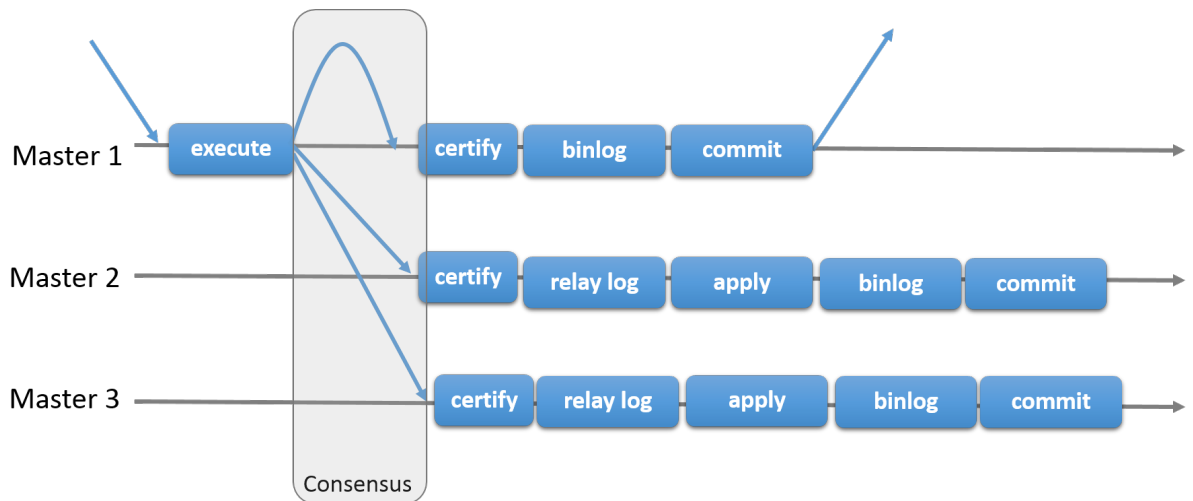 Master 1 execute certify binlog commit
Master 2 certify relay log apply binlog commit
Master 3 certify relay log apply binlog commit
Consensus